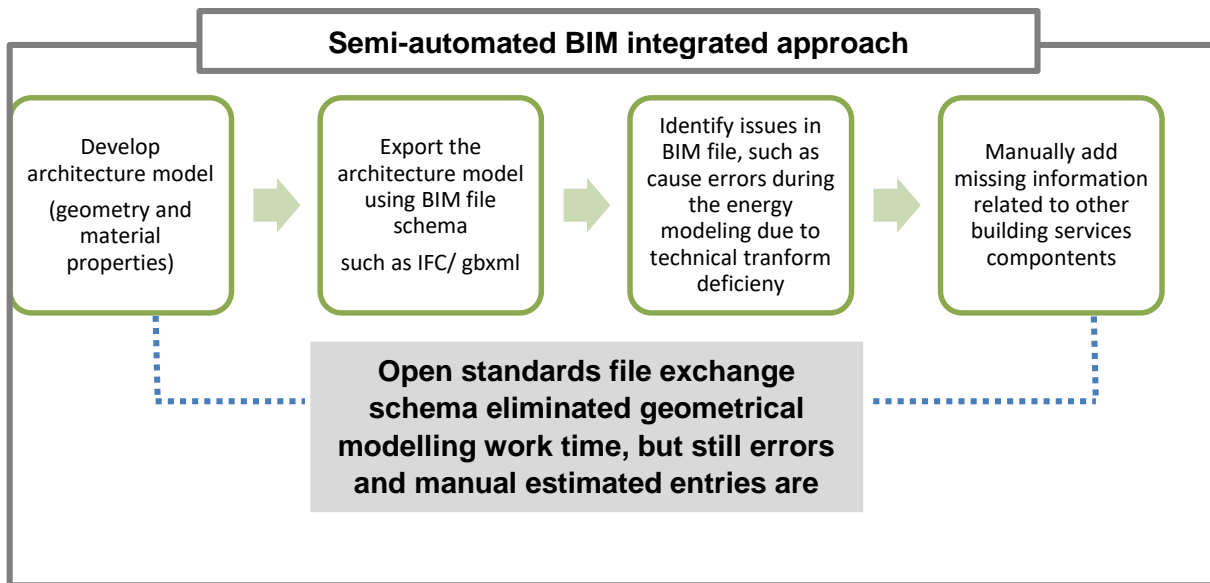 Semi-automated BIM integrated approach
Develop
architecture model
(geometry and
material
properties)
Export the
architecture model
using BIM file
schema
such as IFC/ gbxml
Identify issues in
BIM file, such as
cause errors during
the energy
modeling due to
technical tranform
deficieny
Manually add
missing information
related to other
building services
compontents
Open standards file exchange
schema eliminated geometrical
modelling work time, but still errors
and manual estimated entries are